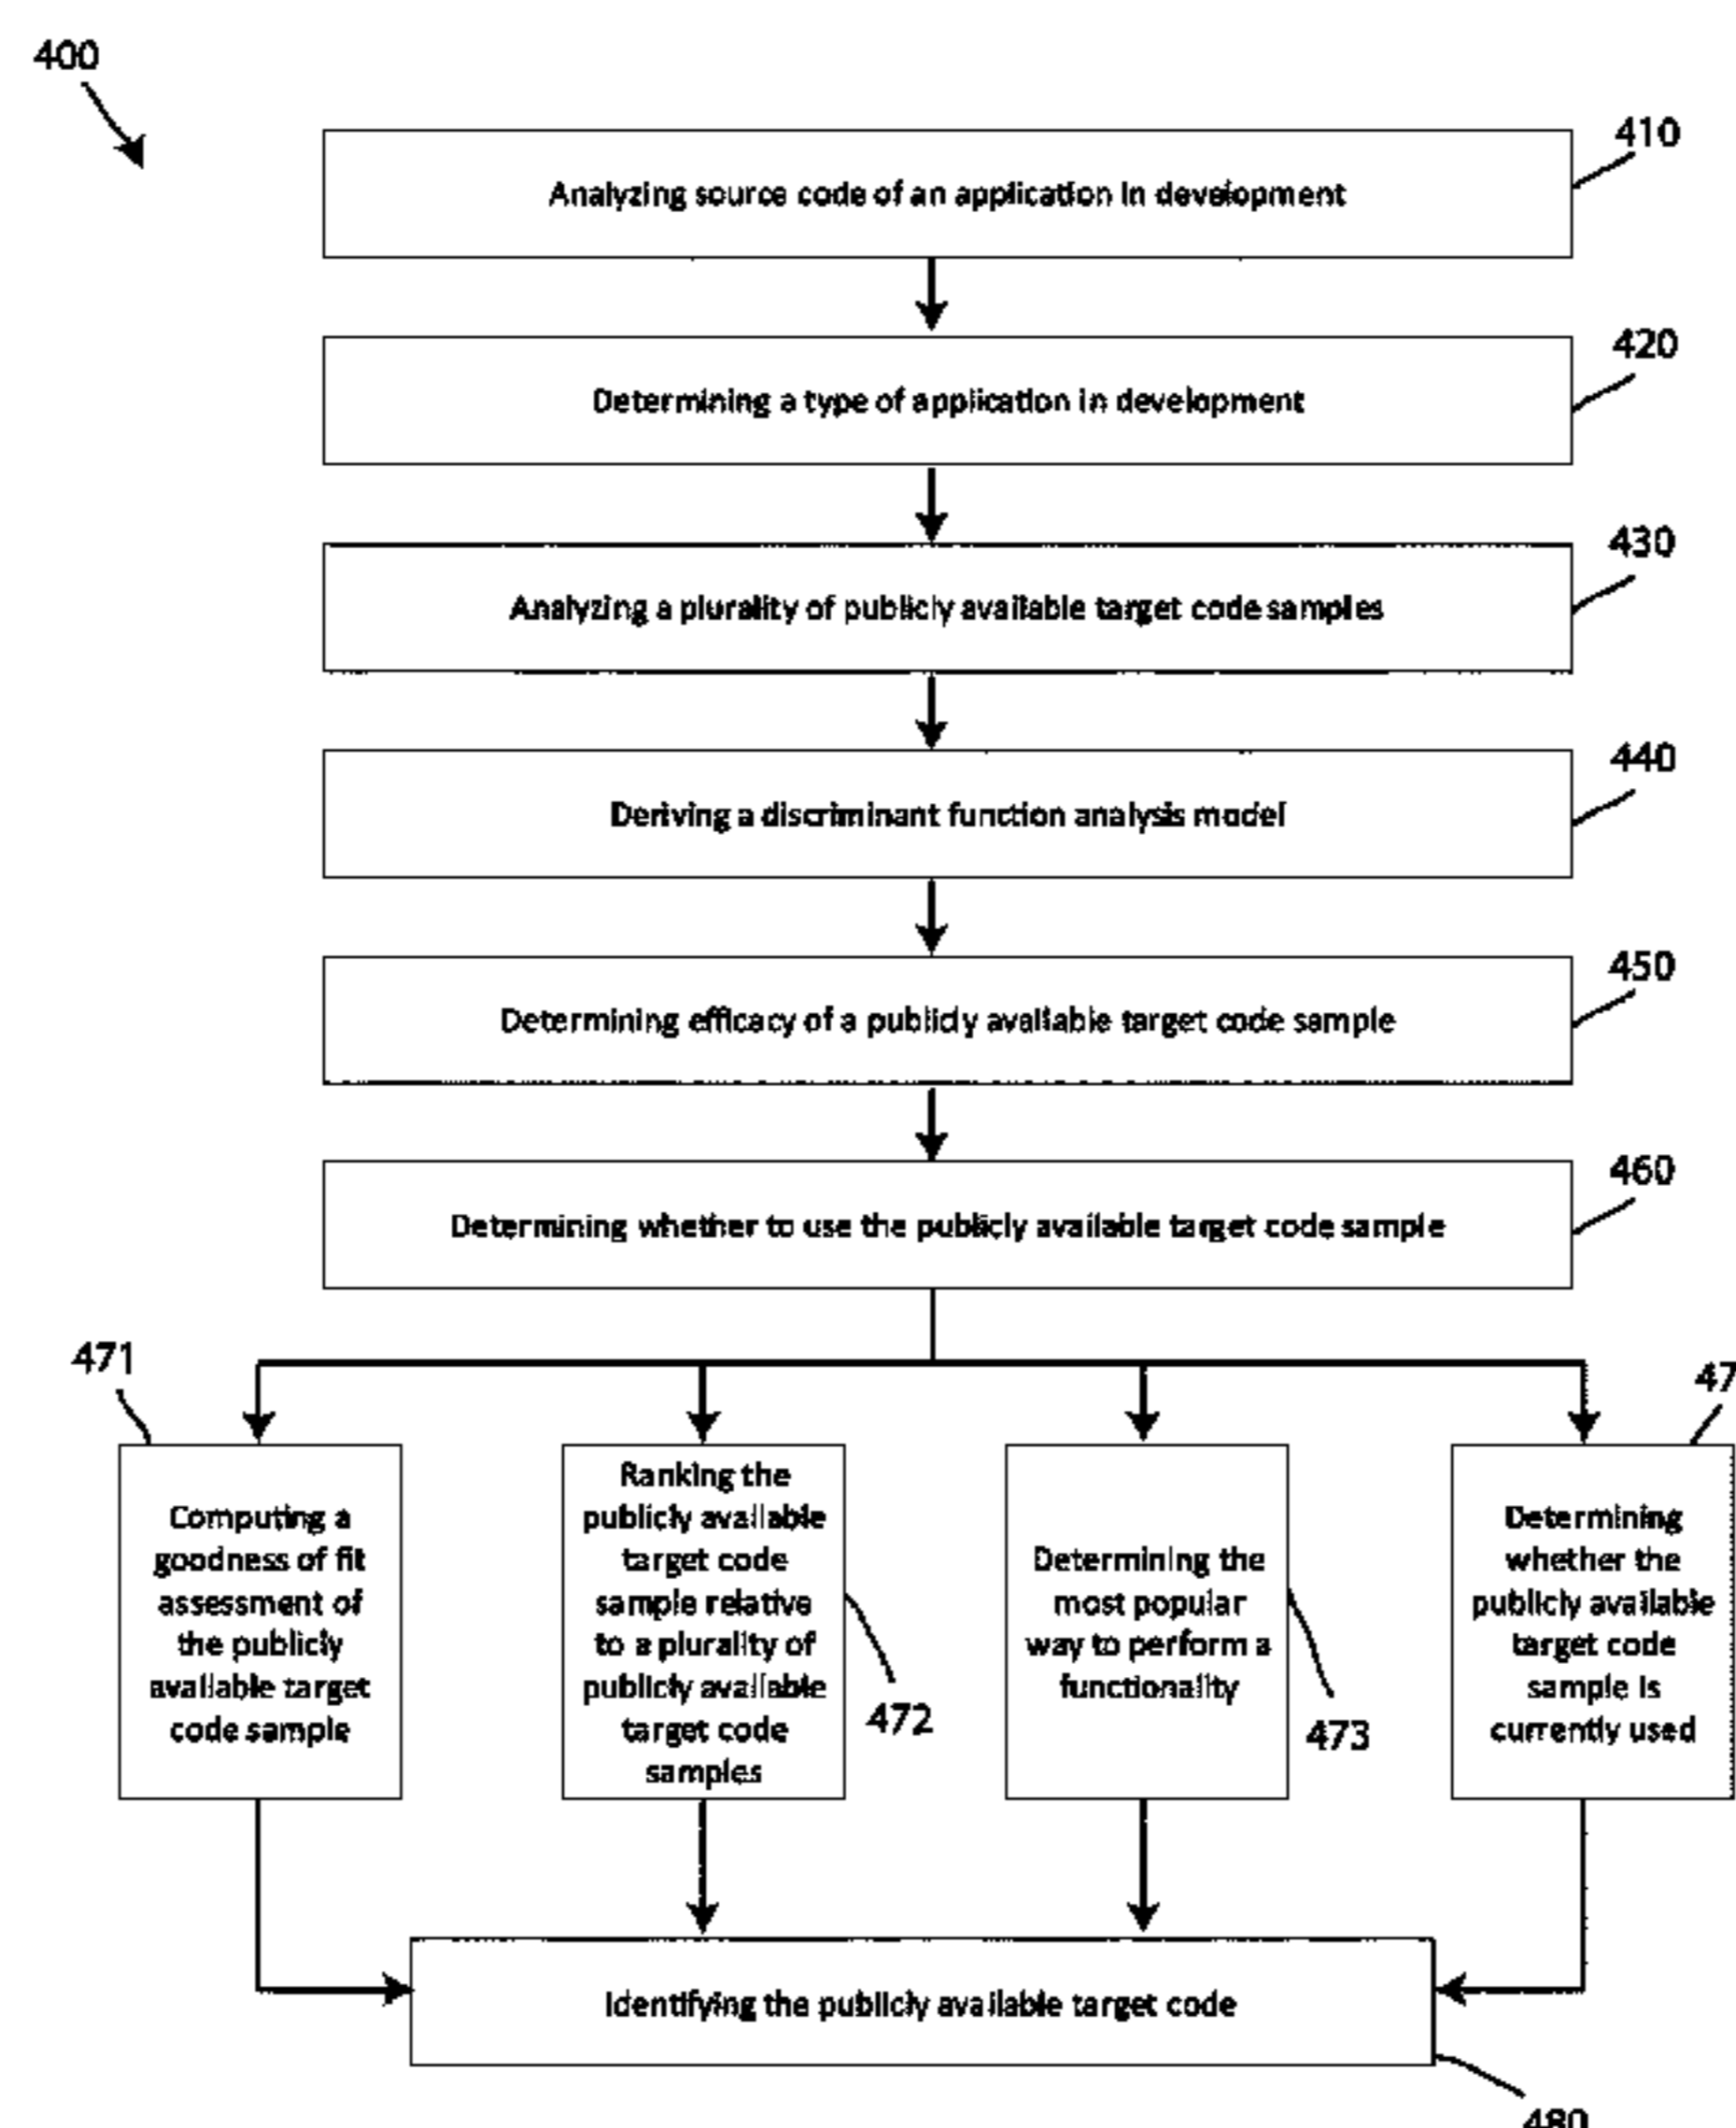 400
410
Analyzing source code of an application in development
420
Determining a type of application in development
430
Analyzing a plurality of publicly available target code samples
440
Deriving a discriminant function analysis model
450
Determining efficacy of a publicly available target code sample
460
Determining whether to use the publicly available target code sample
471
Computing a
goodness of fit
assessment of
the publicly
available target
code sample
Ranking the
publicly available
target code
sample relative
to a plurality of
publicly available
target code
samples
472
Determining the
most popular
way to perform a
functionality
473
47
Determining
whether the
publicly available
target code
sample is
currently used
Identifying the publicly available target code
480